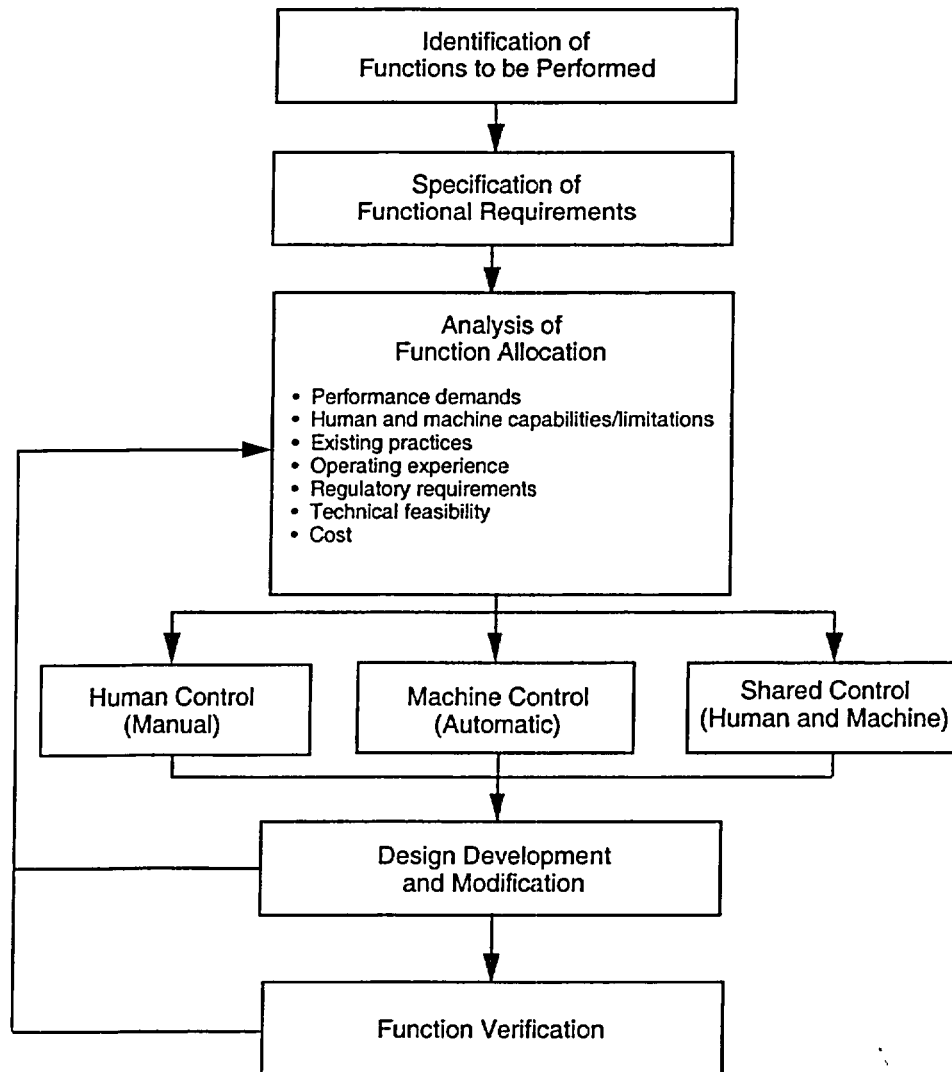 Identification of
Functions to be Performed
Specification of
Functional Requirements
Analysis of
Function Allocation
• Performance demands
• Human and machine capabilities/limitations
• Existing practices
• Operating experience
• Regulatory requirements
• Technical feasibility
• Cost
Human Control
(Manual)
Machine Control
(Automatic)
Shared Control
(Human and Machine)
Design Development
and Modification
Function Verification